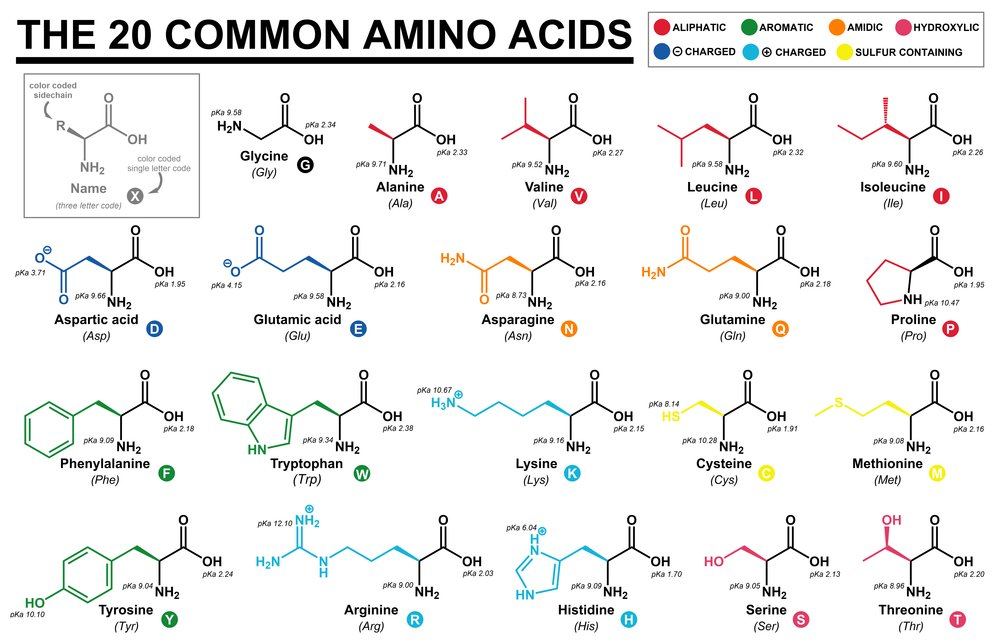 THE 20 COMMON AMINO ACIDS
ALIPHATIC
AROMATIC
AMIDIC
HYDROXYLIC
⊖ CHARGED
⊕ CHARGED
SULFUR CONTAINING
color coded
sidechain
R
O
OH
NH2
color coded
single letter code
Name
(three letter code)
X
pKa 9.58
H2N
O
OH
pKa 2.34
Glycine
(Gly)
G
O
OH
pKa 2.33
pKa 9.71
NH2
Alanine
(Ala)
A
O
OH
pKa 2.27
pKa 9.52
NH2
Valine
(Val)
V
O
OH
pKa 2.32
pKa 9.58
NH2
Leucine
(Leu)
L
O
OH
pKa 2.26
pKa 9.60
NH2
Isoleucine
(Ile)
I
O⊖
O
pKa 3.71
O
OH
pKa 1.95
pKa 9.66
NH2
Aspartic acid
(Asp)
D
O
⊖O
pKa 4.15
O
OH
pKa 2.16
pKa 9.58
NH2
Glutamic acid
(Glu)
E
H2N
O
O
OH
pKa 2.16
pKa 8.73
NH2
Asparagine
(Asn)
N
O
H2N
O
OH
pKa 2.18
pKa 9.00
NH2
Glutamine
(Gln)
Q
O
OH
pKa 1.95
NH
pKa 10.47
Proline
(Pro)
P
O
OH
pKa 2.18
pKa 9.09
NH2
Phenylalanine
(Phe)
F
HN
O
OH
pKa 2.38
pKa 9.34
NH2
Tryptophan
(Trp)
W
pKa 10.67
H3N⊕
O
OH
pKa 2.15
pKa 9.16
NH2
Lysine
(Lys)
K
pKa 8.14
HS
O
OH
pKa 1.91
pKa 10.28
NH2
Cysteine
(Cys)
C
S
O
OH
pKa 2.16
pKa 9.08
NH2
Methionine
(Met)
M
HO
pKa 10.10
O
OH
pKa 2.24
pKa 9.04
NH2
Tyrosine
(Tyr)
Y
pKa 12.10
⊕
NH2
H2N
N
H
O
OH
pKa 2.03
pKa 9.00
NH2
Arginine
(Arg)
R
pKa 6.04
⊕
H
N
HN
O
OH
pKa 1.70
pKa 9.09
NH2
Histidine
(His)
H
HO
O
OH
pKa 2.13
pKa 9.05
NH2
Serine
(Ser)
S
OH
O
OH
pKa 2.20
pKa 8.96
NH2
Threonine
(Thr)
T